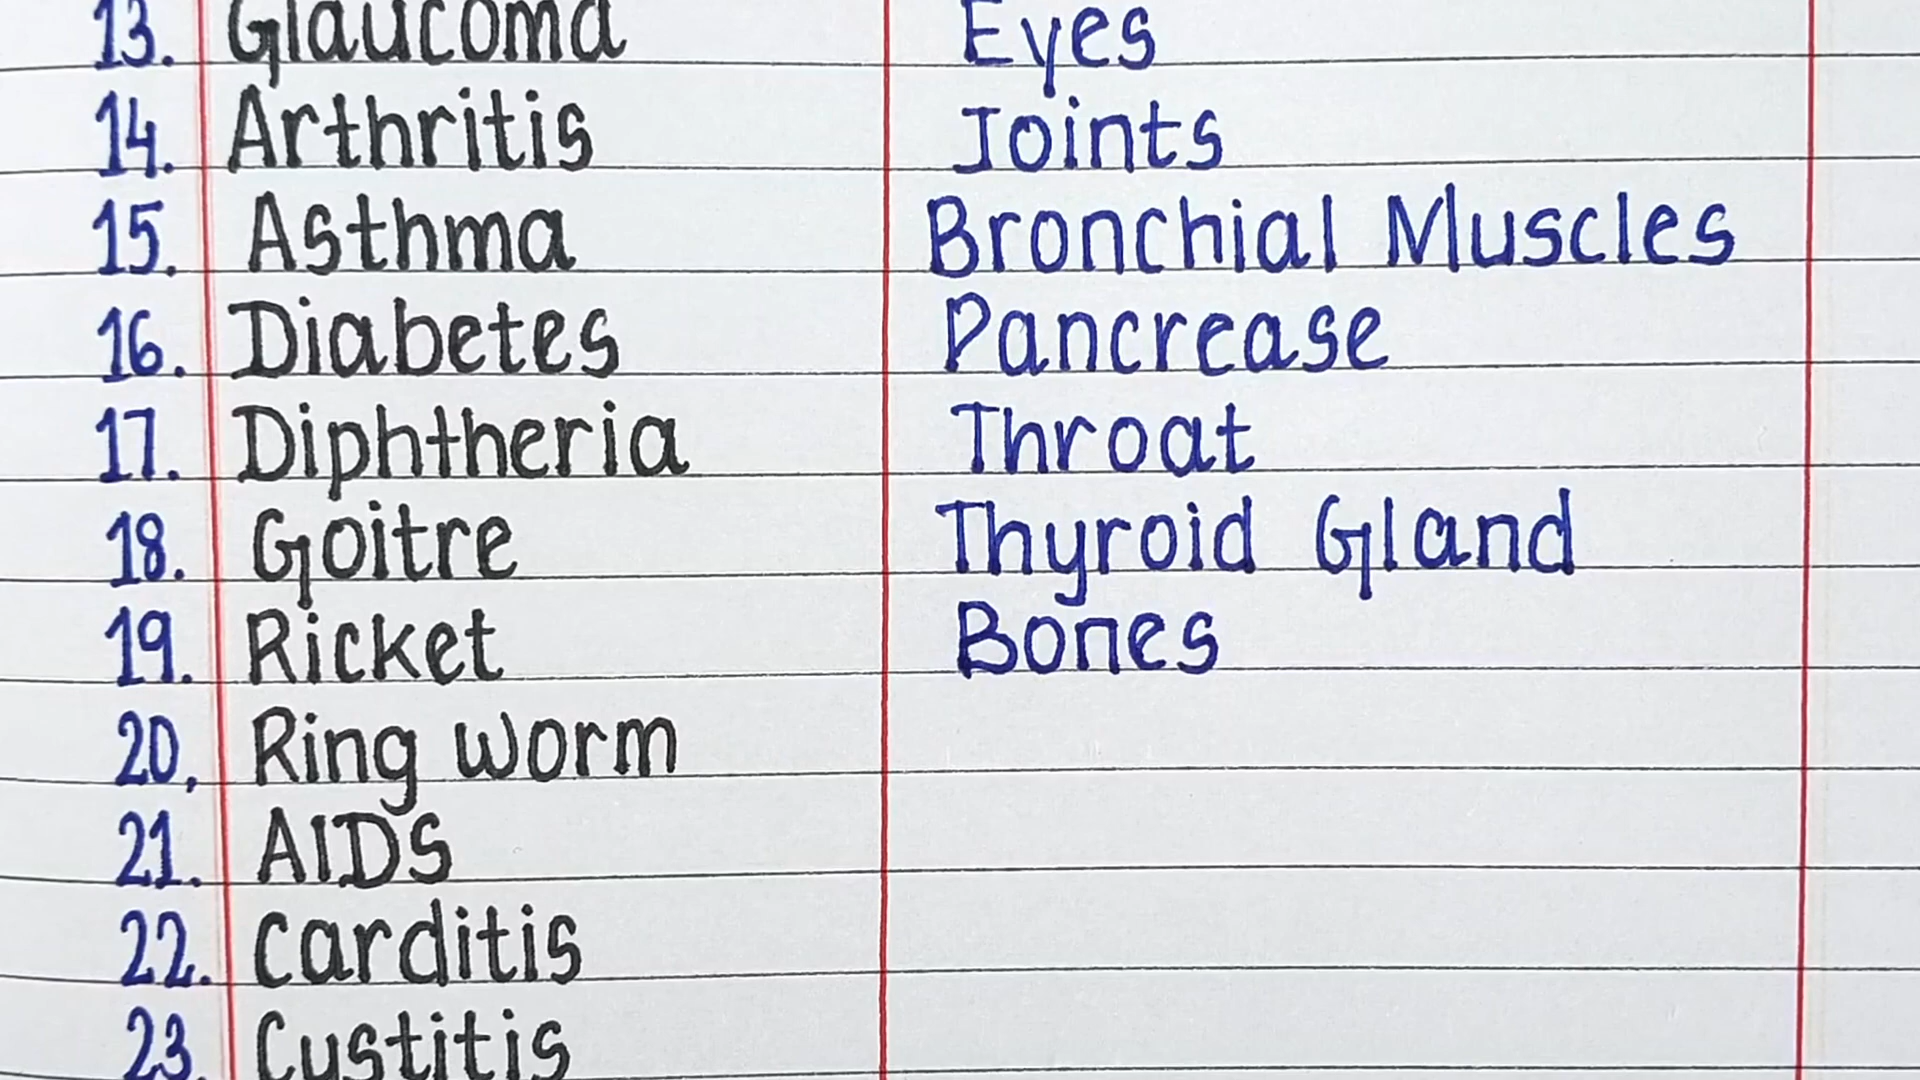 13. Glaucoma Eyes
14. Arthritis Joints
15. Asthma Bronchial Muscles
16. Diabetes Pancrease
17. Diphtheria Throat
18. Goitre Thyroid Gland
19. Ricket Bones
20. Ring worm
21. AIDS
22. Carditis
23. Custitis